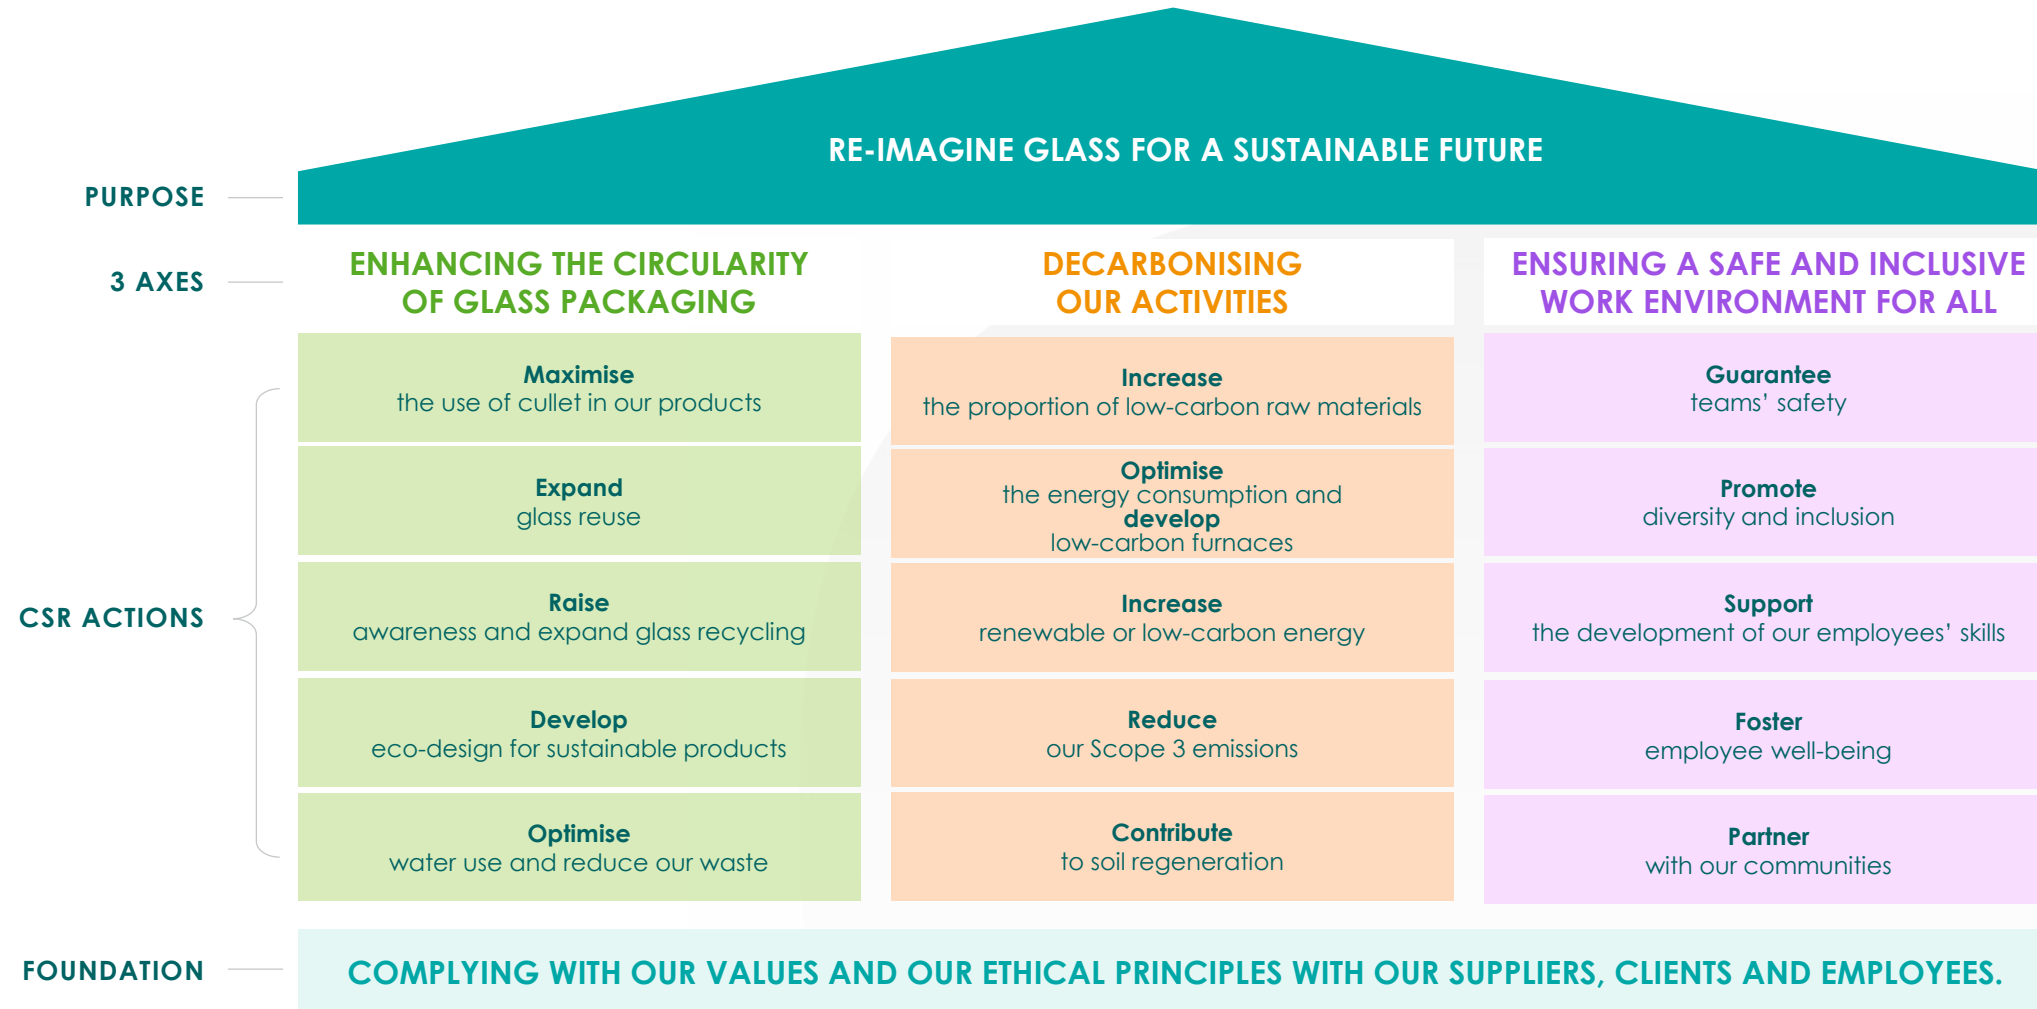 RE-IMAGINE GLASS FOR A SUSTAINABLE FUTURE
PURPOSE
3 AXES
ENHANCING THE CIRCULARITY
OF GLASS PACKAGING
DECARBONISING
OUR ACTIVITIES
ENSURING A SAFE AND INCLUSIVE
WORK ENVIRONMENT FOR ALL
CSR ACTIONS
Maximise
the use of cullet in our products
Expand
glass reuse
Raise
awareness and expand glass recycling
Develop
eco-design for sustainable products
Optimise
water use and reduce our waste
Increase
the proportion of low-carbon raw materials
Optimise
the energy consumption and
develop
low-carbon furnaces
Increase
renewable or low-carbon energy
Reduce
our Scope 3 emissions
Contribute
to soil regeneration
Guarantee
teams’ safety
Promote
diversity and inclusion
Support
the development of our employees’ skills
Foster
employee well-being
Partner
with our communities
FOUNDATION
COMPLYING WITH OUR VALUES AND OUR ETHICAL PRINCIPLES WITH OUR SUPPLIERS, CLIENTS AND EMPLOYEES.